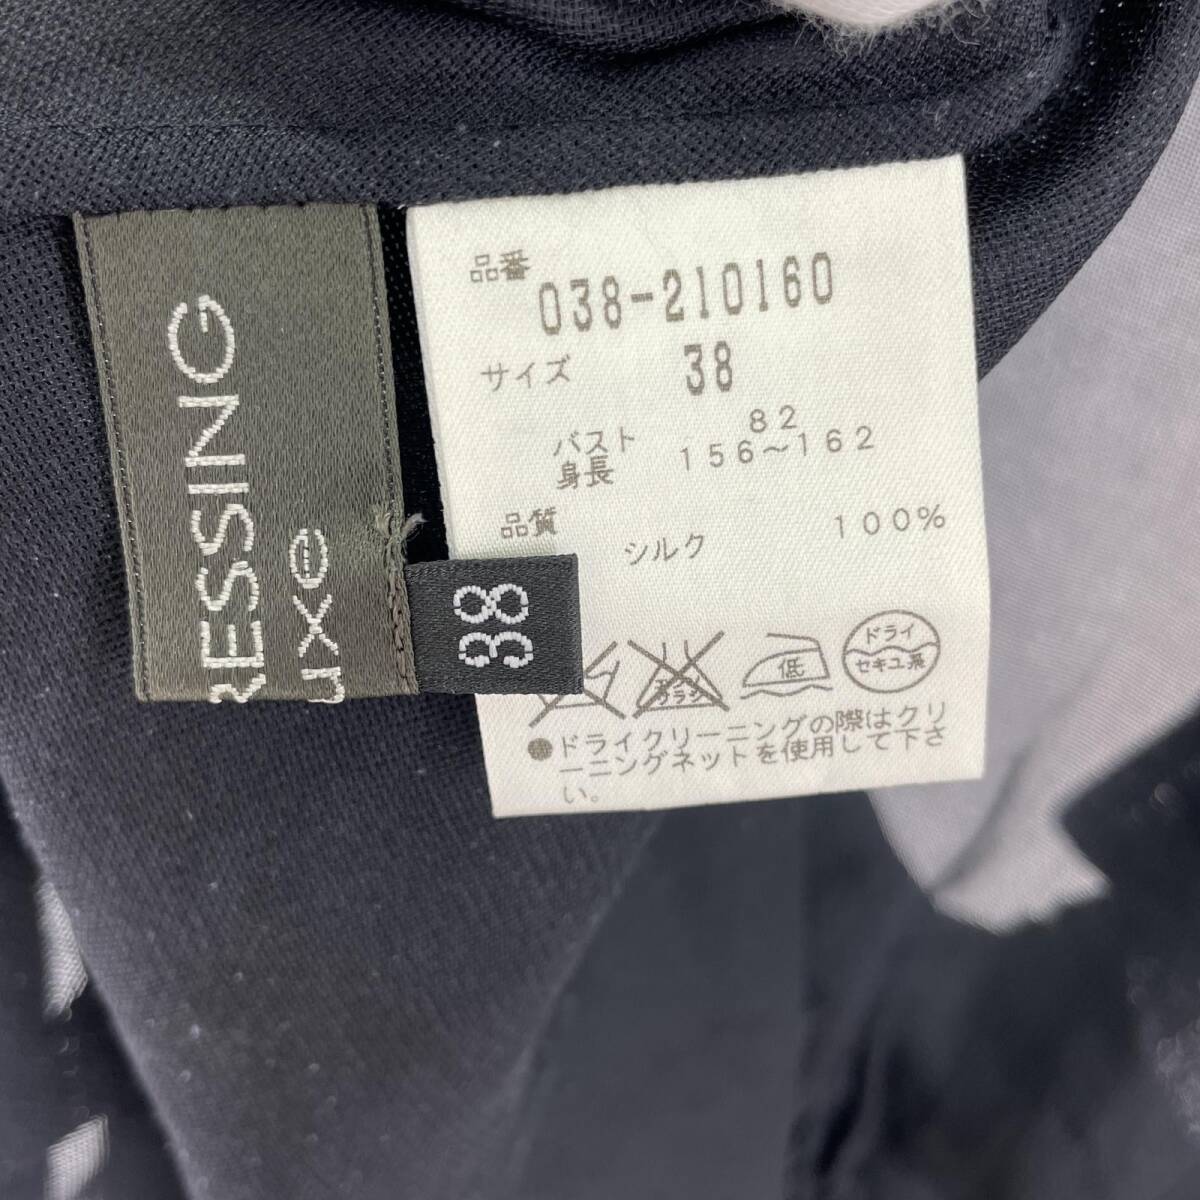 RESSING
uxe
38
品番
038-210160
サイズ 38
バスト 82
身長 156～162
品質
シルク 100%
低
ドライ
セキユ系
●ドライクリーニングの際はクリ
ーニングネットを使用して下さ
い。